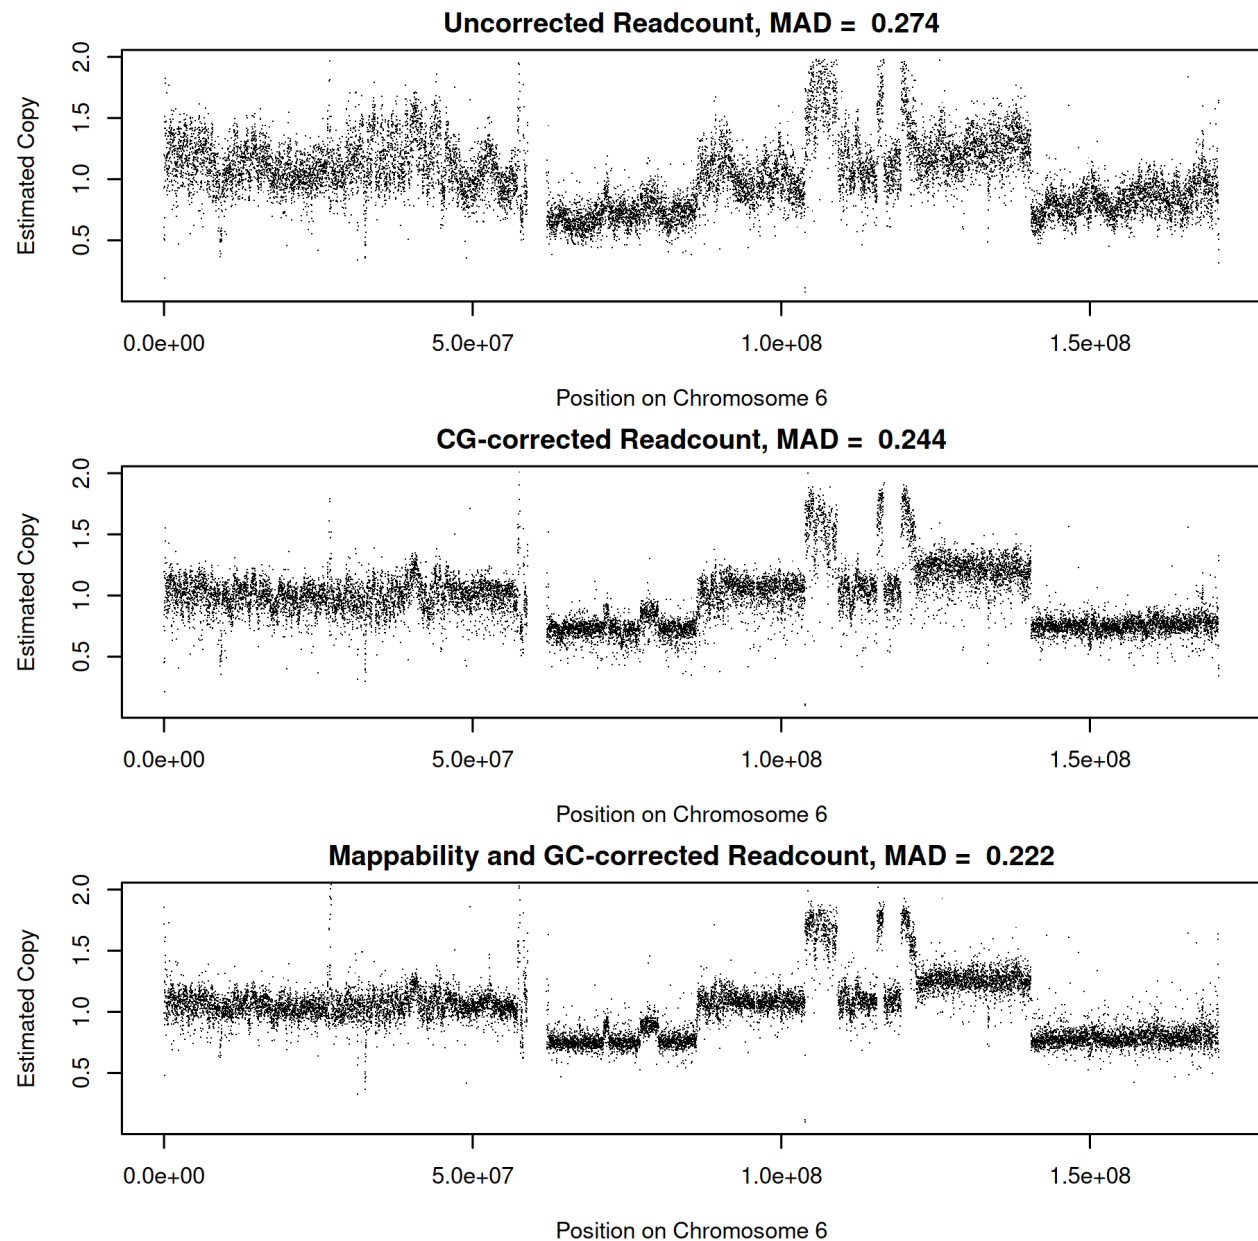 Uncorrected Readcount, MAD =  0.274
Estimated Copy
2.0
1.5
1.0
0.5
0.0e+00 5.0e+07 1.0e+08 1.5e+08
Position on Chromosome 6
CG-corrected Readcount, MAD =  0.244
Estimated Copy
2.0
1.5
1.0
0.5
0.0e+00 5.0e+07 1.0e+08 1.5e+08
Position on Chromosome 6
Mappability and GC-corrected Readcount, MAD =  0.222
Estimated Copy
2.0
1.5
1.0
0.5
0.0e+00 5.0e+07 1.0e+08 1.5e+08
Position on Chromosome 6